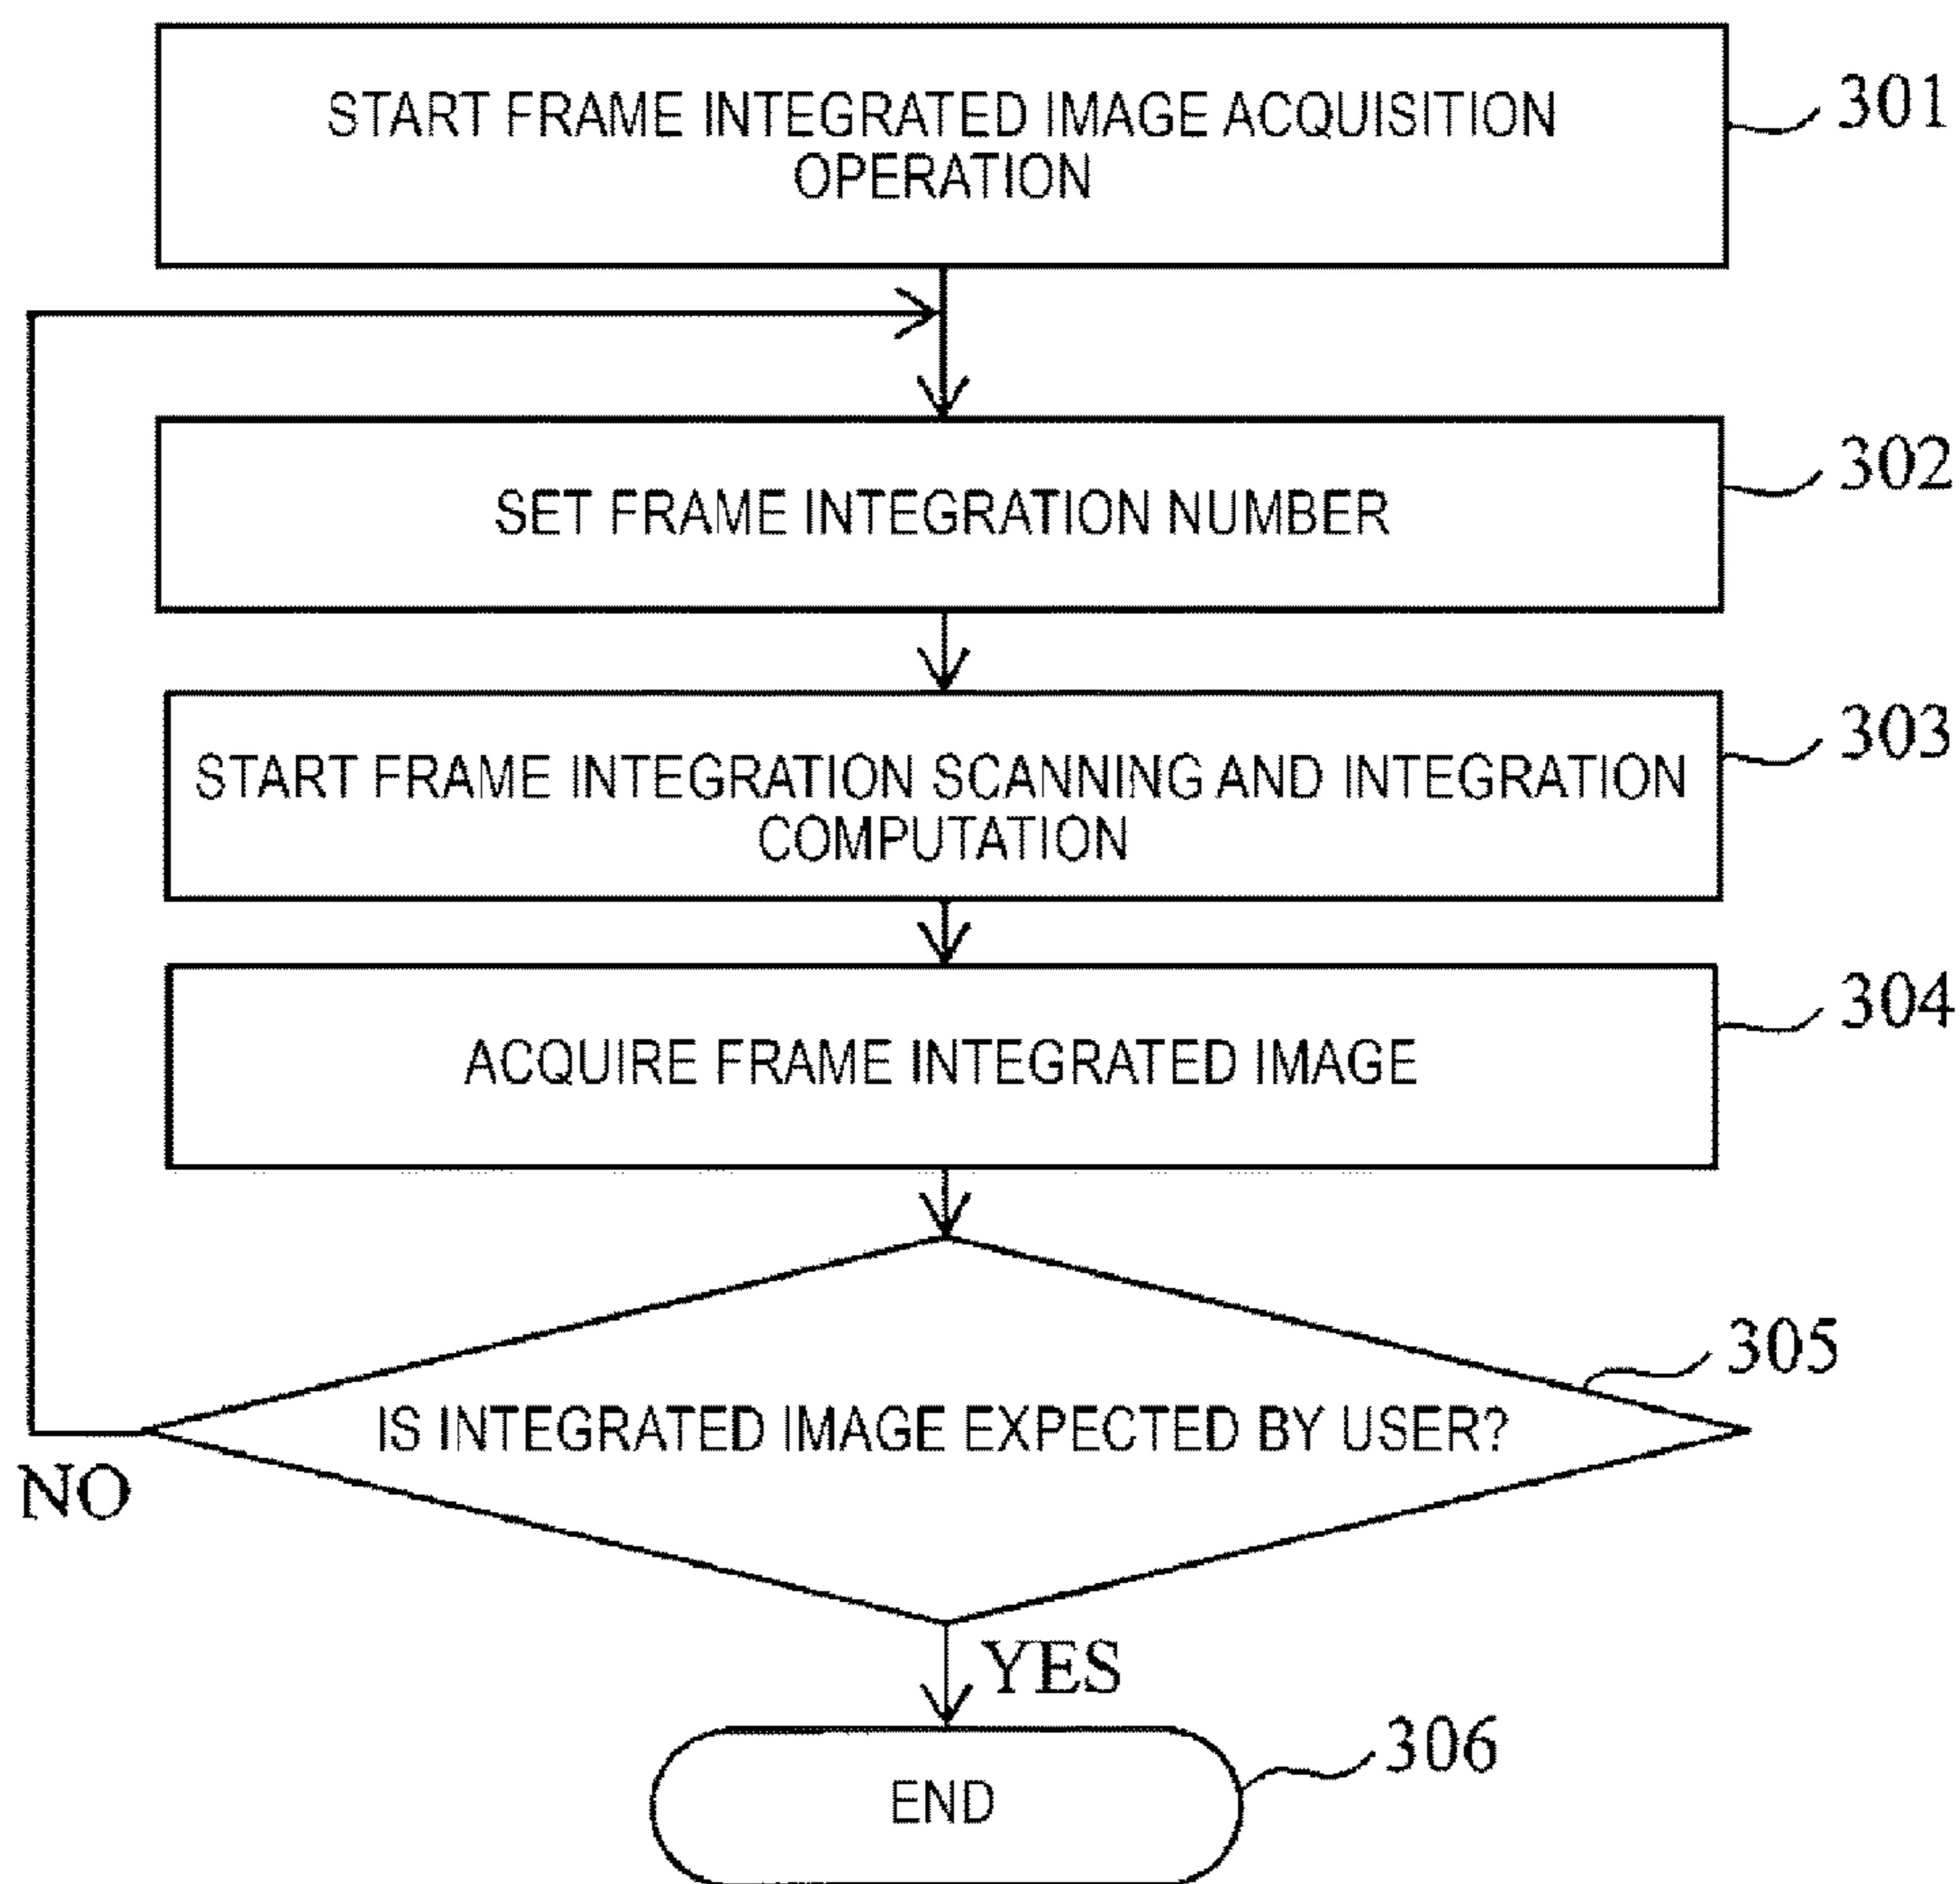 START FRAME INTEGRATED IMAGE ACQUISITION
OPERATION
301
SET FRAME INTEGRATION NUMBER
302
START FRAME INTEGRATION SCANNING AND INTEGRATION
COMPUTATION
303
ACQUIRE FRAME INTEGRATED IMAGE
304
IS INTEGRATED IMAGE EXPECTED BY USER?
305
NO
YES
END
306